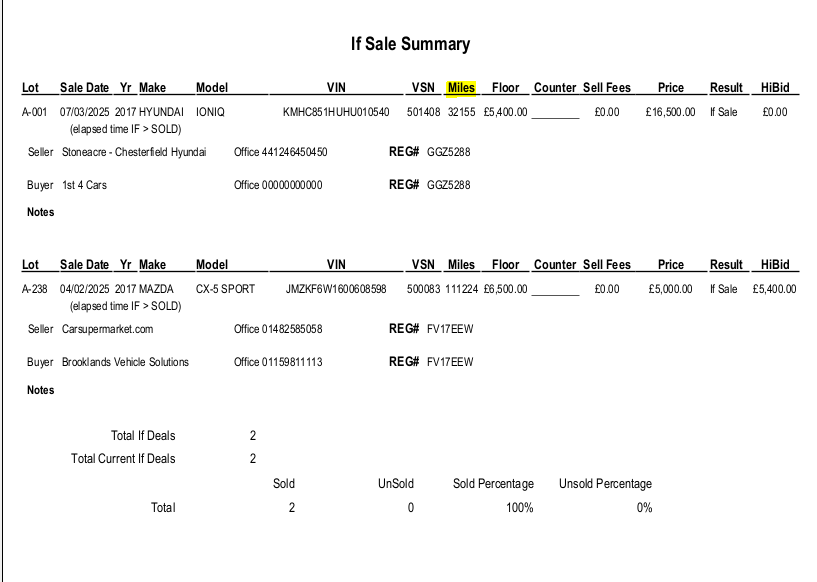 If Sale Summary
Lot Sale Date Yr Make Model VIN VSN Miles Floor Counter Sell Fees Price Result HiBid
A-001 07/03/2025 2017 HYUNDAI IONIQ KMHC851HUHU010540 501408 32155 £5,400.00 ________ £0.00 £16,500.00 If Sale £0.00
(elapsed time IF > SOLD)
Seller Stoneacre - Chesterfield Hyundai Office 441246450450 REG# GGZ5288
Buyer 1st 4 Cars Office 00000000000 REG# GGZ5288
Notes
Lot Sale Date Yr Make Model VIN VSN Miles Floor Counter Sell Fees Price Result HiBid
A-238 04/02/2025 2017 MAZDA CX-5 SPORT JMZKF6W1600608598 500083 111224 £6,500.00 ________ £0.00 £5,000.00 If Sale £5,400.00
(elapsed time IF > SOLD)
Seller Carsupermarket.com Office 01482585058 REG# FV17EEW
Buyer Brooklands Vehicle Solutions Office 01159811113 REG# FV17EEW
Notes
Total If Deals 2
Total Current If Deals 2
Sold UnSold Sold Percentage Unsold Percentage
Total 2 0 100% 0%